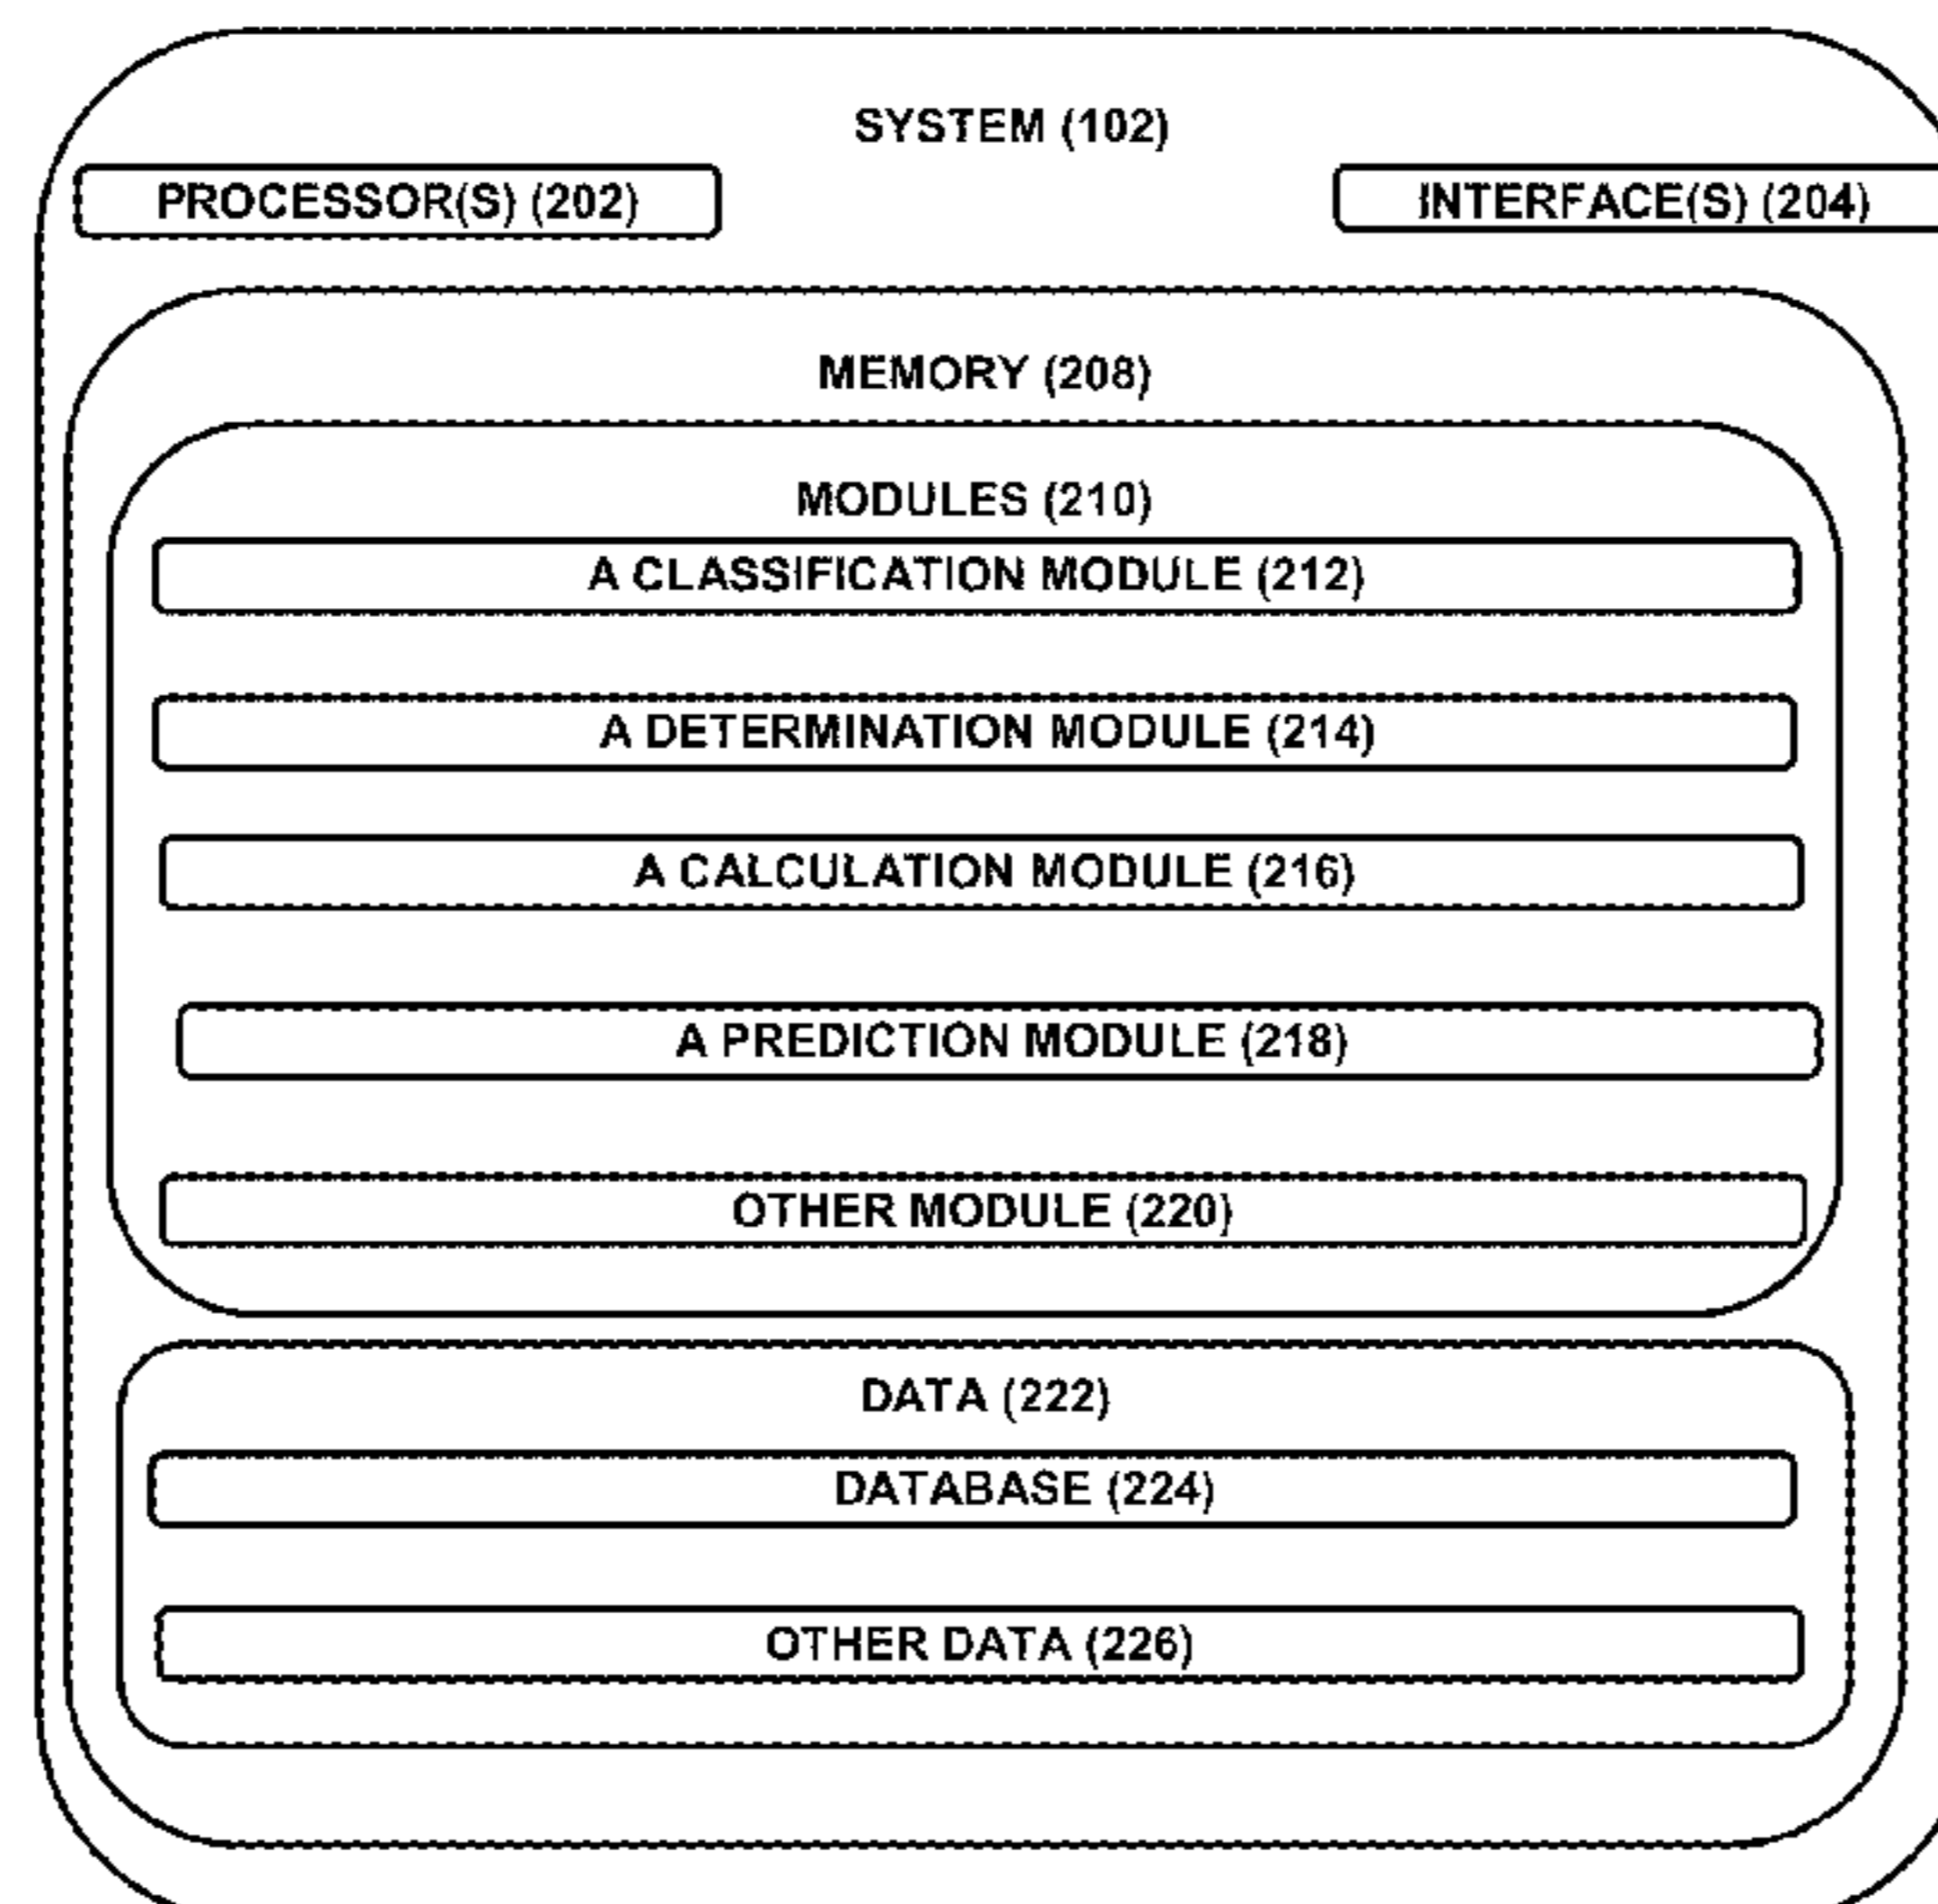 SYSTEM (102)
PROCESSOR(S) (202)
INTERFACE(S) (204)
MEMORY (208)
MODULES (210)
A CLASSIFICATION MODULE (212)
A DETERMINATION MODULE (214)
A CALCULATION MODULE (216)
A PREDICTION MODULE (218)
OTHER MODULE (220)
DATA (222)
DATABASE (224)
OTHER DATA (226)